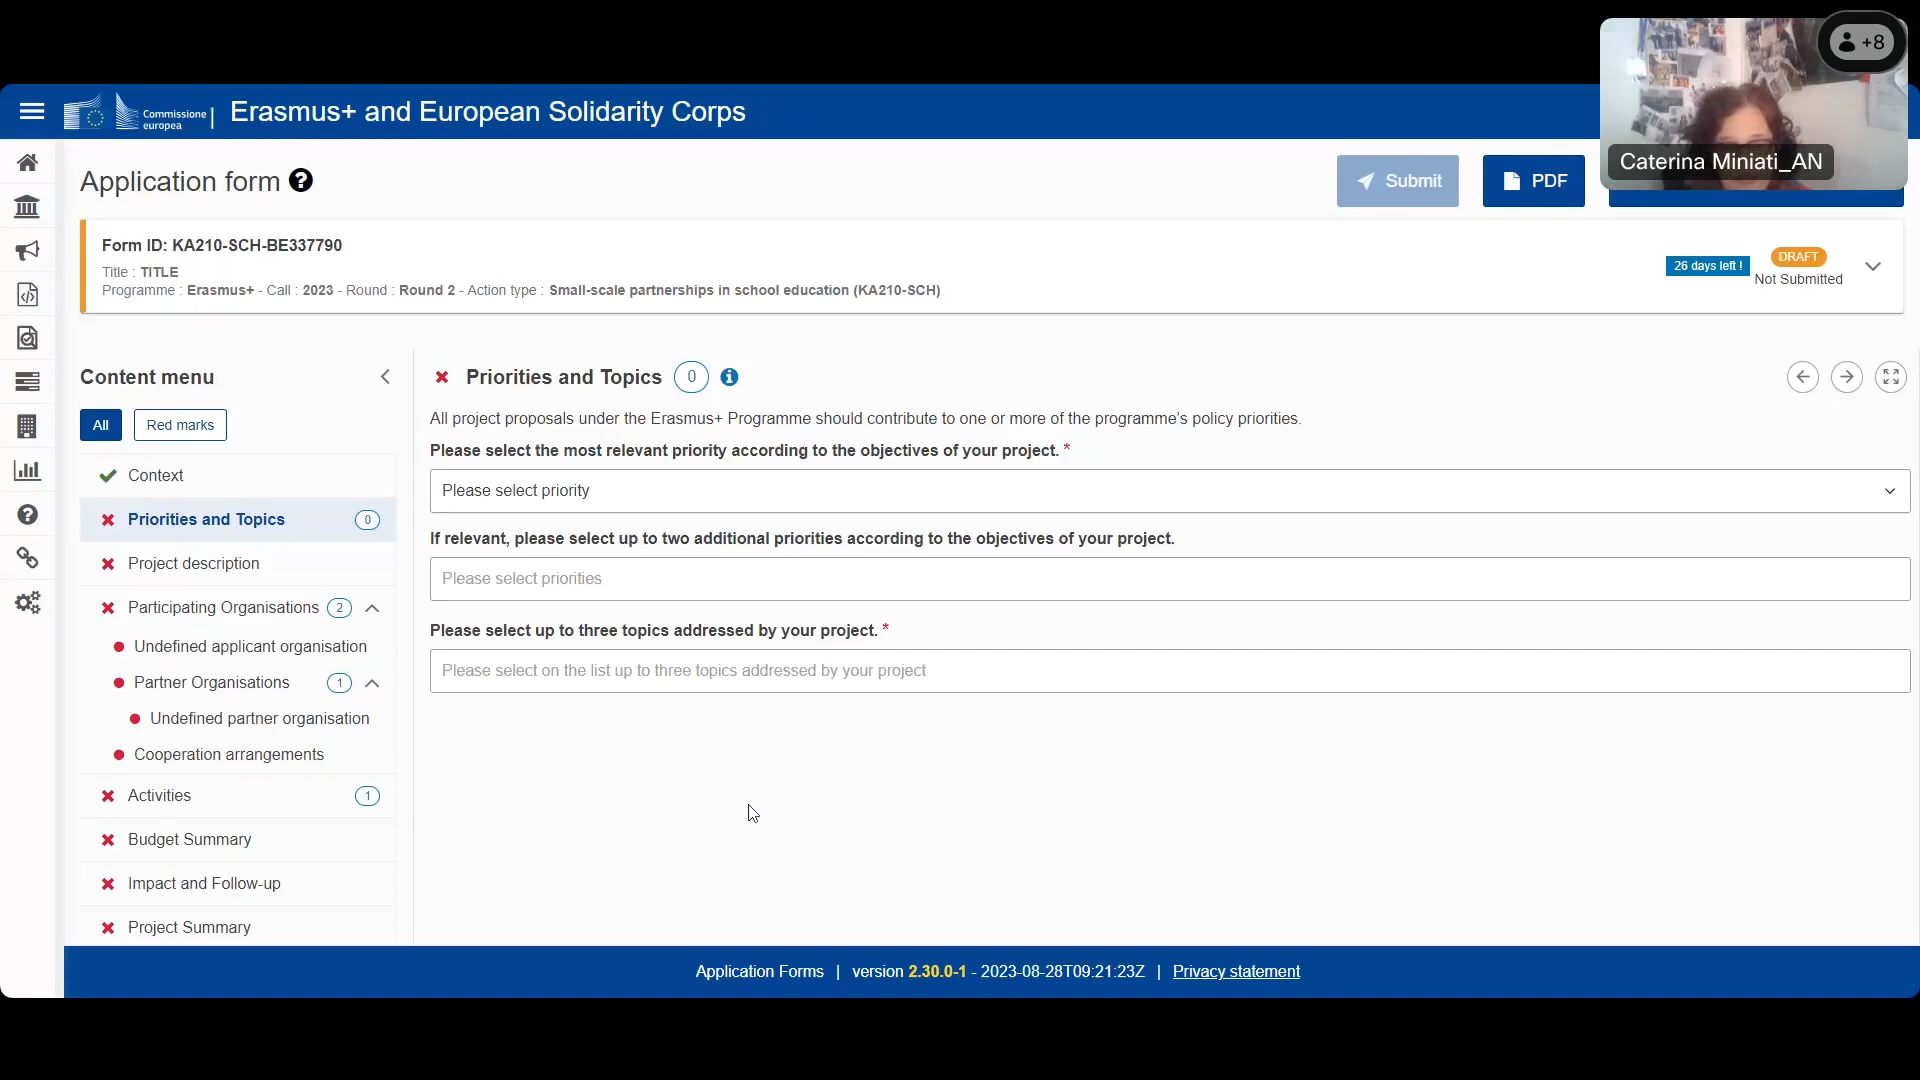 +8
Caterina Miniati_AN
Commissione
europea
Erasmus+ and European Solidarity Corps
Application form
Submit
PDF
Form ID: KA210-SCH-BE337790
Title : TITLE
Programme : Erasmus+ - Call : 2023 - Round : Round 2 - Action type : Small-scale partnerships in school education (KA210-SCH)
26 days left !
DRAFT
Not Submitted
Content menu
All
Red marks
Context
Priorities and Topics 0
Project description
Participating Organisations 2
Undefined applicant organisation
Partner Organisations 1
Undefined partner organisation
Cooperation arrangements
Activities 1
Budget Summary
Impact and Follow-up
Project Summary
Priorities and Topics 0
All project proposals under the Erasmus+ Programme should contribute to one or more of the programme's policy priorities.
Please select the most relevant priority according to the objectives of your project. *
Please select priority
If relevant, please select up to two additional priorities according to the objectives of your project.
Please select priorities
Please select up to three topics addressed by your project. *
Please select on the list up to three topics addressed by your project
Application Forms | version 2.30.0-1 - 2023-08-28T09:21:23Z | Privacy statement